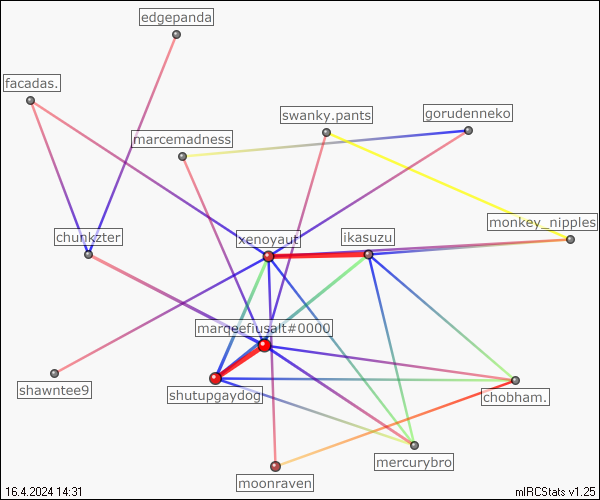 edgepanda
facadas.
swanky.pants
gorudenneko
marcemadness
monkey_nipples
chunkzter
xenoyaut
ikasuzu
marqeefiusalt#0000
shawntee9
shutupgaydog
chobham.
mercurybro
moonraven
16.4.2024 14:31
mIRCStats v1.25